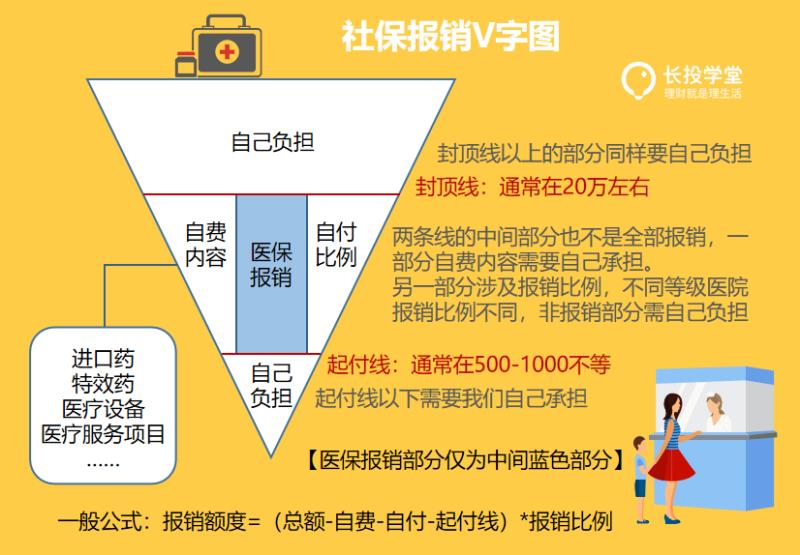 社保报销V字图
长投学堂
理财就是理生活
自己负担
封顶线以上的部分同样要自己负担
封顶线：通常在20万左右
自费
内容
医保
报销
自付
比例
两条线的中间部分也不是全部报销，一
部分自费内容需要自己承担。
另一部分涉及报销比例，不同等级医院
报销比例不同，非报销部分需自己负担
进口药
特效药
医疗设备
医疗服务项目
......
自己
负担
起付线：通常在500-1000不等
起付线以下需要我们自己承担
【医保报销部分仅为中间蓝色部分】
一般公式：报销额度=（总额-自费-自付-起付线）*报销比例